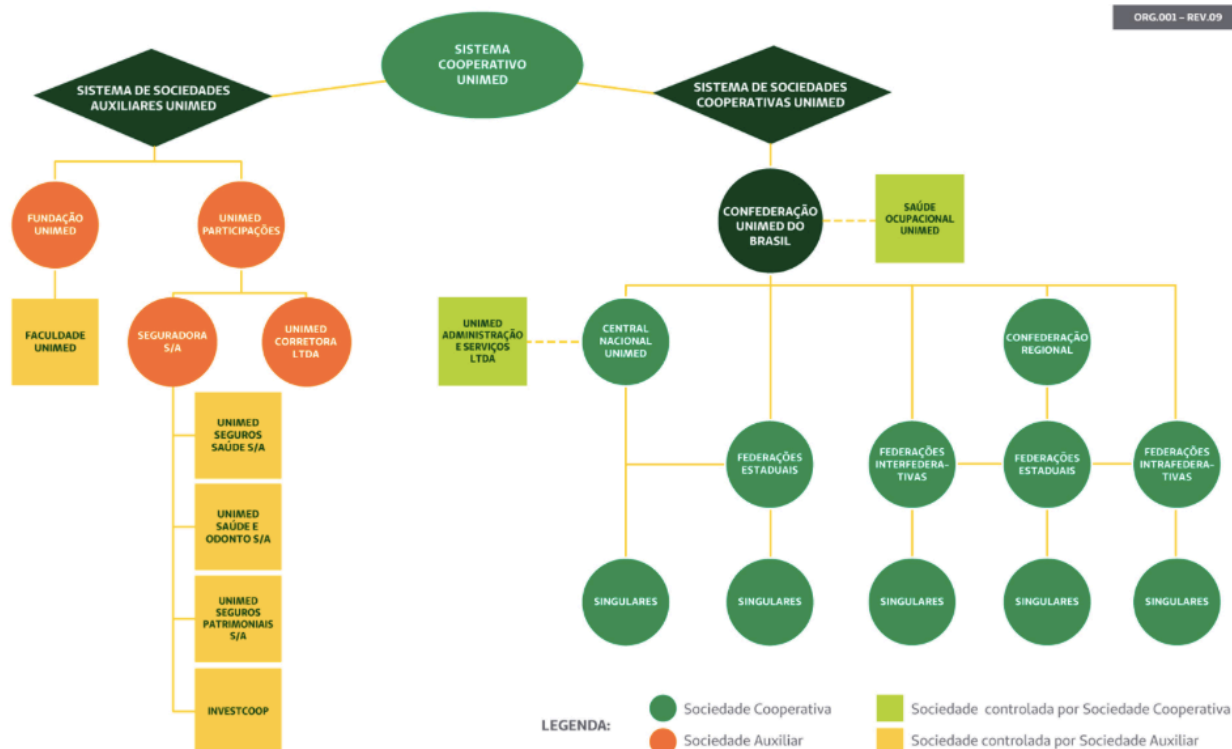 ORG.001 – REV.09
SISTEMA
COOPERATIVO
UNIMED
SISTEMA DE SOCIEDADES
AUXILIARES UNIMED
SISTEMA DE SOCIEDADES
COOPERATIVAS UNIMED
FUNDAÇÃO
UNIMED
UNIMED
PARTICIPAÇÕES
CONFEDERAÇÃO
UNIMED DO
BRASIL
SAÚDE
OCUPACIONAL
UNIMED
FACULDADE
UNIMED
SEGURADORA
S/A
UNIMED
CORRETORA
LTDA
UNIMED
ADMINISTRAÇÃO
E SERVIÇOS
LTDA
CENTRAL
NACIONAL
UNIMED
CONFEDERAÇÃO
REGIONAL
UNIMED
SEGUROS
SAÚDE S/A
FEDERAÇÕES
ESTADUAIS
FEDERAÇÕES
INTERFEDERA-
TIVAS
FEDERAÇÕES
ESTADUAIS
FEDERAÇÕES
INTRAFEDERA-
TIVAS
UNIMED
SAÚDE E
ODONTO S/A
UNIMED
SEGUROS
PATRIMONIAIS
S/A
SINGULARES
SINGULARES
SINGULARES
SINGULARES
SINGULARES
INVESTCOOP
LEGENDA:
Sociedade Cooperativa
Sociedade controlada por Sociedade Cooperativa
Sociedade Auxiliar
Sociedade controlada por Sociedade Auxiliar